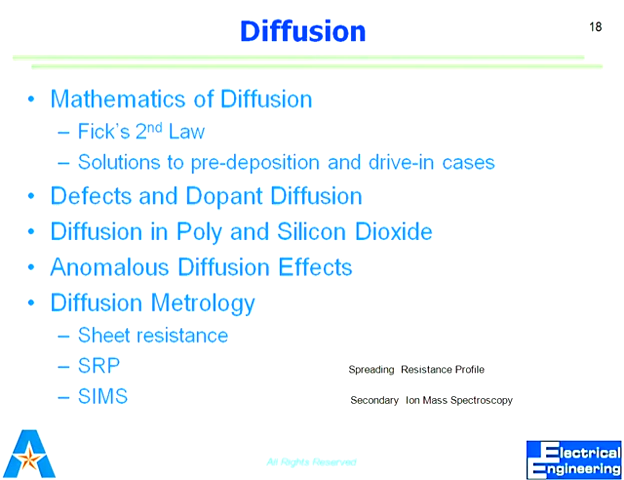 Diffusion
18
• Mathematics of Diffusion
– Fick's 2nd Law
– Solutions to pre-deposition and drive-in cases
• Defects and Dopant Diffusion
• Diffusion in Poly and Silicon Dioxide
• Anomalous Diffusion Effects
• Diffusion Metrology
– Sheet resistance
– SRP Spreading Resistance Profile
– SIMS Secondary Ion Mass Spectroscopy
All Rights Reserved
Electrical
Engineering